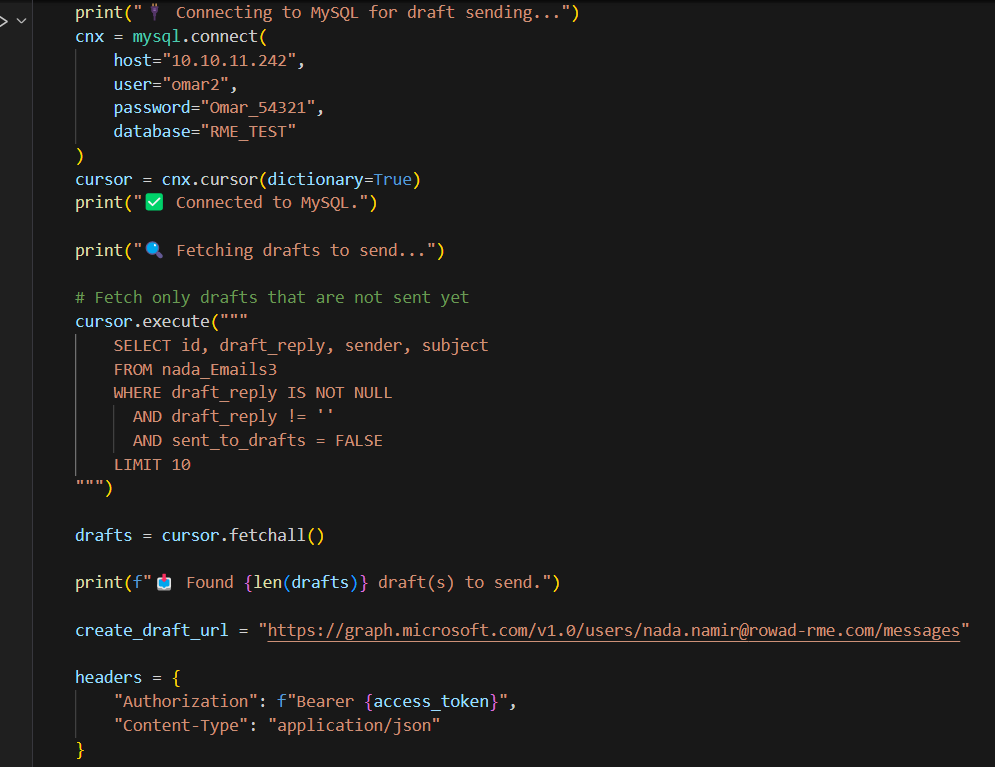 print("🔌 Connecting to MySQL for draft sending...")
cnx = mysql.connect(
    host="10.10.11.242",
    user="omar2",
    password="Omar_54321",
    database="RME_TEST"
)
cursor = cnx.cursor(dictionary=True)
print("✅ Connected to MySQL.")
print("🔍 Fetching drafts to send...")
# Fetch only drafts that are not sent yet
cursor.execute("""
    SELECT id, draft_reply, sender, subject
    FROM nada_Emails3
    WHERE draft_reply IS NOT NULL
      AND draft_reply != ''
      AND sent_to_drafts = FALSE
    LIMIT 10
""")
drafts = cursor.fetchall()
print(f"📥 Found {len(drafts)} draft(s) to send.")
create_draft_url = "https://graph.microsoft.com/v1.0/users/nada.namir@rowad-rme.com/messages"
headers = {
    "Authorization": f"Bearer {access_token}",
    "Content-Type": "application/json"
}